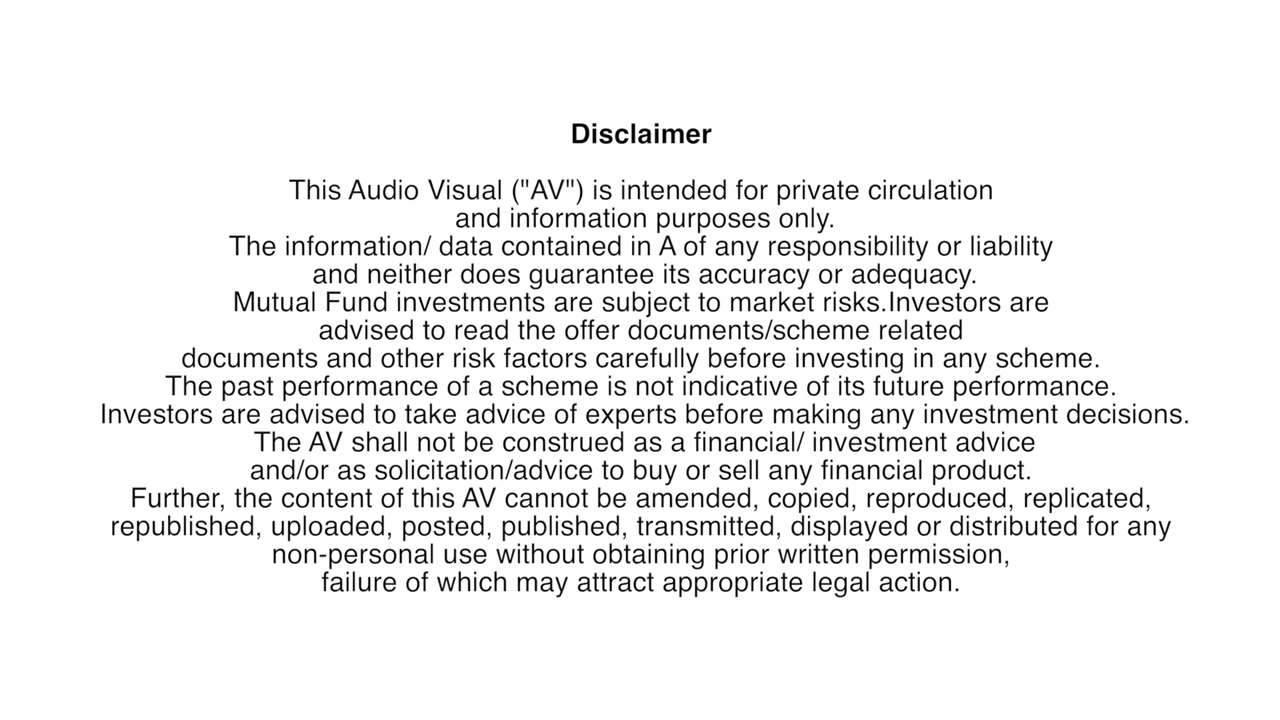 Disclaimer
This Audio Visual ("AV") is intended for private circulation
and information purposes only.
The information/ data contained in A of any responsibility or liability
and neither does guarantee its accuracy or adequacy.
Mutual Fund investments are subject to market risks.Investors are
advised to read the offer documents/scheme related
documents and other risk factors carefully before investing in any scheme.
The past performance of a scheme is not indicative of its future performance.
Investors are advised to take advice of experts before making any investment decisions.
The AV shall not be construed as a financial/ investment advice
and/or as solicitation/advice to buy or sell any financial product.
Further, the content of this AV cannot be amended, copied, reproduced, replicated,
republished, uploaded, posted, published, transmitted, displayed or distributed for any
non-personal use without obtaining prior written permission,
failure of which may attract appropriate legal action.